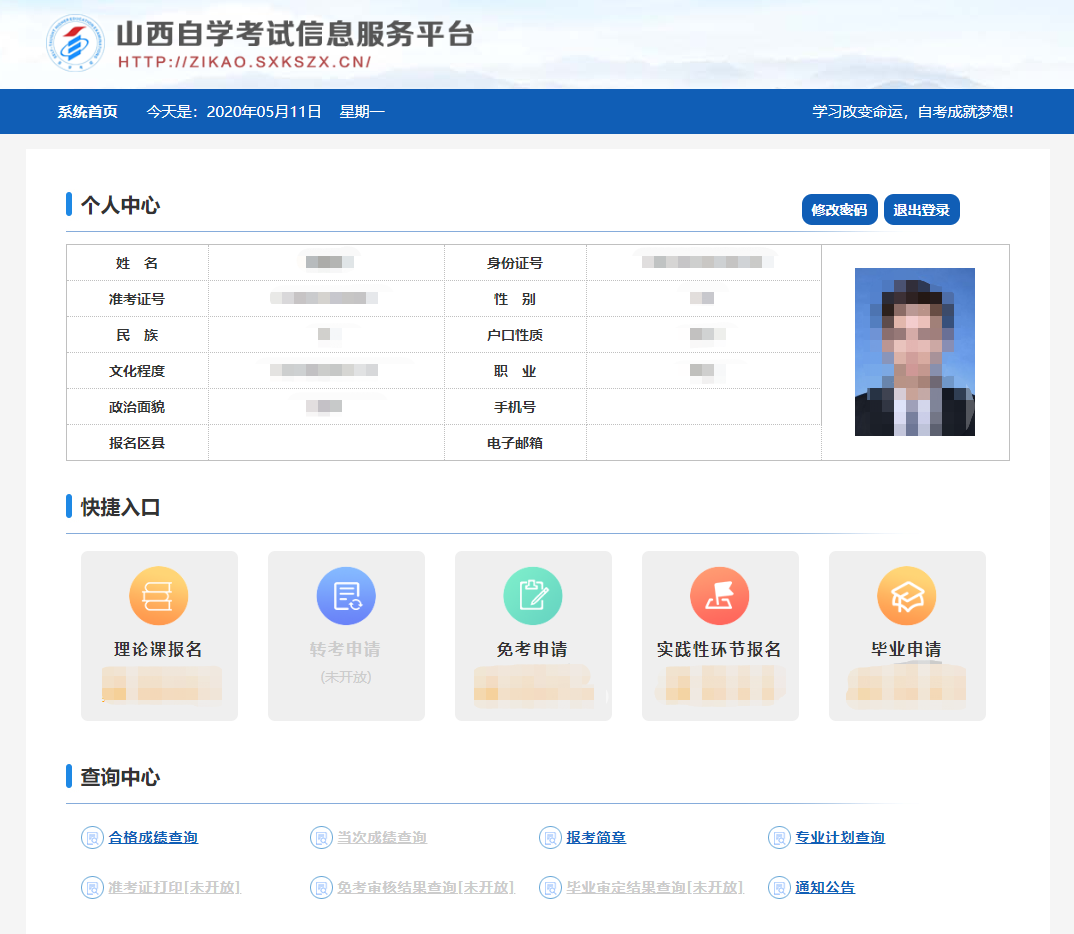 山西自学考试信息服务平台
HTTP://ZIKAO.SXKSZX.CN/
系统首页 今天是：2020年05月11日 星期一 学习改变命运，自考成就梦想！
个人中心 修改密码 退出登录
姓 名 身份证号
准考证号 性 别
民 族 户口性质
文化程度 职 业
政治面貌 手机号
报名区县 电子邮箱
快捷入口
理论课报名 转考申请 免考申请 实践性环节报名 毕业申请
(未开放)
查询中心
合格成绩查询 当次成绩查询 报考简章 专业计划查询
准考证打印[未开放] 免考审核结果查询[未开放] 毕业审定结果查询[未开放] 通知公告